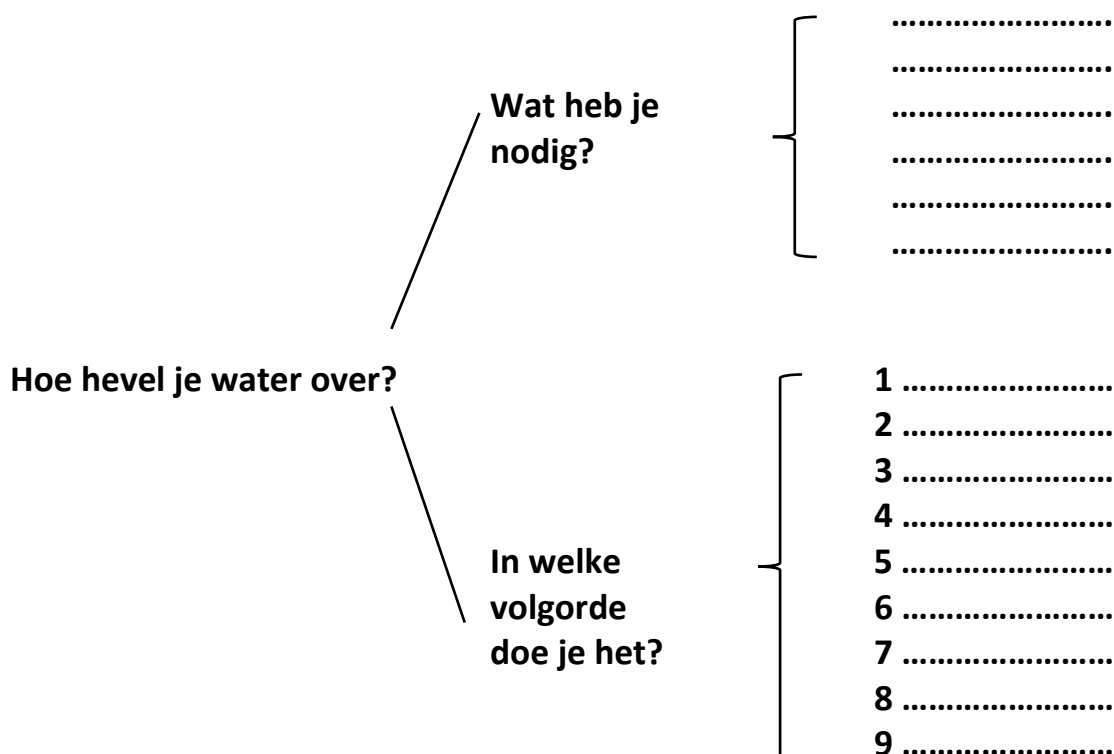 Wat heb je
nodig?
……………………….
……………………….
……………………….
……………………….
……………………….
……………………….
Hoe hevel je water over?
In welke
volgorde
doe je het?
1 ……………………
2 ……………………
3 ……………………
4 ……………………
5 ……………………
6 ……………………
7 ……………………
8 ……………………
9 ……………………